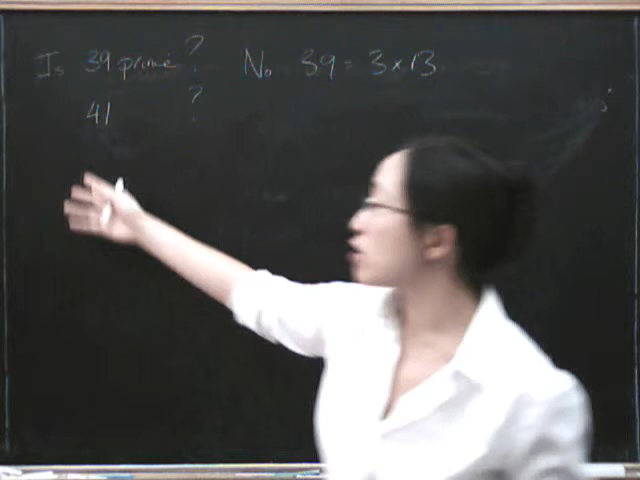 Is 39 prime? No 39 = 3 × 13.
41 ?